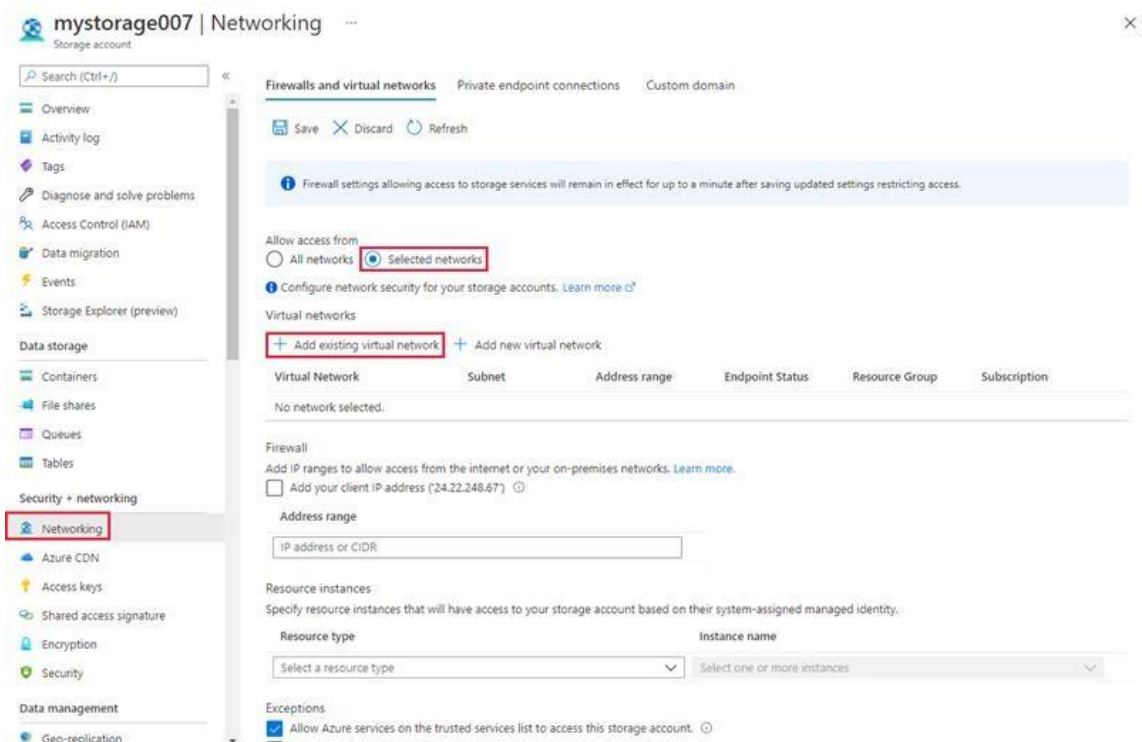 mystorage007 | Networking ...
Storage account
Search (Ctrl+/)
Overview
Activity log
Tags
Diagnose and solve problems
Access Control (IAM)
Data migration
Events
Storage Explorer (preview)
Data storage
Containers
File shares
Queues
Tables
Security + networking
Networking
Azure CDN
Access keys
Shared access signature
Encryption
Security
Data management
Geo-replication
Firewalls and virtual networks Private endpoint connections Custom domain
Save Discard Refresh
Firewall settings allowing access to storage services will remain in effect for up to a minute after saving updated settings restricting access.
Allow access from
All networks Selected networks
Configure network security for your storage accounts. Learn more
Virtual networks
+ Add existing virtual network + Add new virtual network
Virtual Network Subnet Address range Endpoint Status Resource Group Subscription
No network selected.
Firewall
Add IP ranges to allow access from the internet or your on-premises networks. Learn more.
Add your client IP address ('24.22.248.67')
Address range
IP address or CIDR
Resource instances
Specify resource instances that will have access to your storage account based on their system-assigned managed identity.
Resource type Instance name
Select a resource type Select one or more instances
Exceptions
Allow Azure services on the trusted services list to access this storage account.